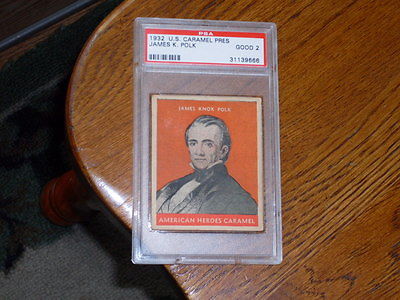 PSA
1932 U.S. CARAMEL PRES
JAMES K. POLK GOOD 2
31139666
JAMES KNOX POLK
AMERICAN HEROES·CARAMEL